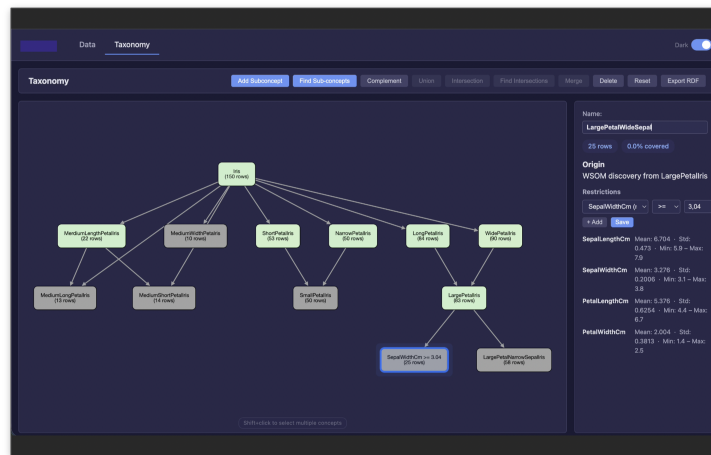 Data Taxonomy Dark
Taxonomy Add Subconcept Find Sub-concepts Complement Union Intersection Find Intersections Merge Delete Reset Export RDF
Iris
(150 rows)
MerdiumLengthPetalIris
(22 rows)
MediumWidthPetalIris
(10 rows)
ShortPetalIris
(53 rows)
NarrowPetalIris
(50 rows)
LongPetalIris
(84 rows)
WidePetalIris
(90 rows)
MediumLongPetalIris
(13 rows)
MediumShortPetalIris
(14 rows)
SmallPetalIris
(50 rows)
LargePetalIris
(83 rows)
SepalWidthCm >= 3.04
(25 rows)
LargePetalNarrowSepalIris
(58 rows)
Shift+click to select multiple concepts
Name:
LargePetalWideSepal
25 rows 0.0% covered
Origin
WSOM discovery from LargePetalIris
Restrictions
SepalWidthCm (r >= 3,04
+ Add Save
SepalLengthCm Mean: 6.704 · Std:
0.473 · Min: 5.9 – Max:
7.9
SepalWidthCm Mean: 3.276 · Std:
0.2006 · Min: 3.1 – Max:
3.8
PetalLengthCm Mean: 5.376 · Std:
0.6254 · Min: 4.4 – Max:
6.7
PetalWidthCm Mean: 2.004 · Std:
0.3813 · Min: 1.4 – Max:
2.5